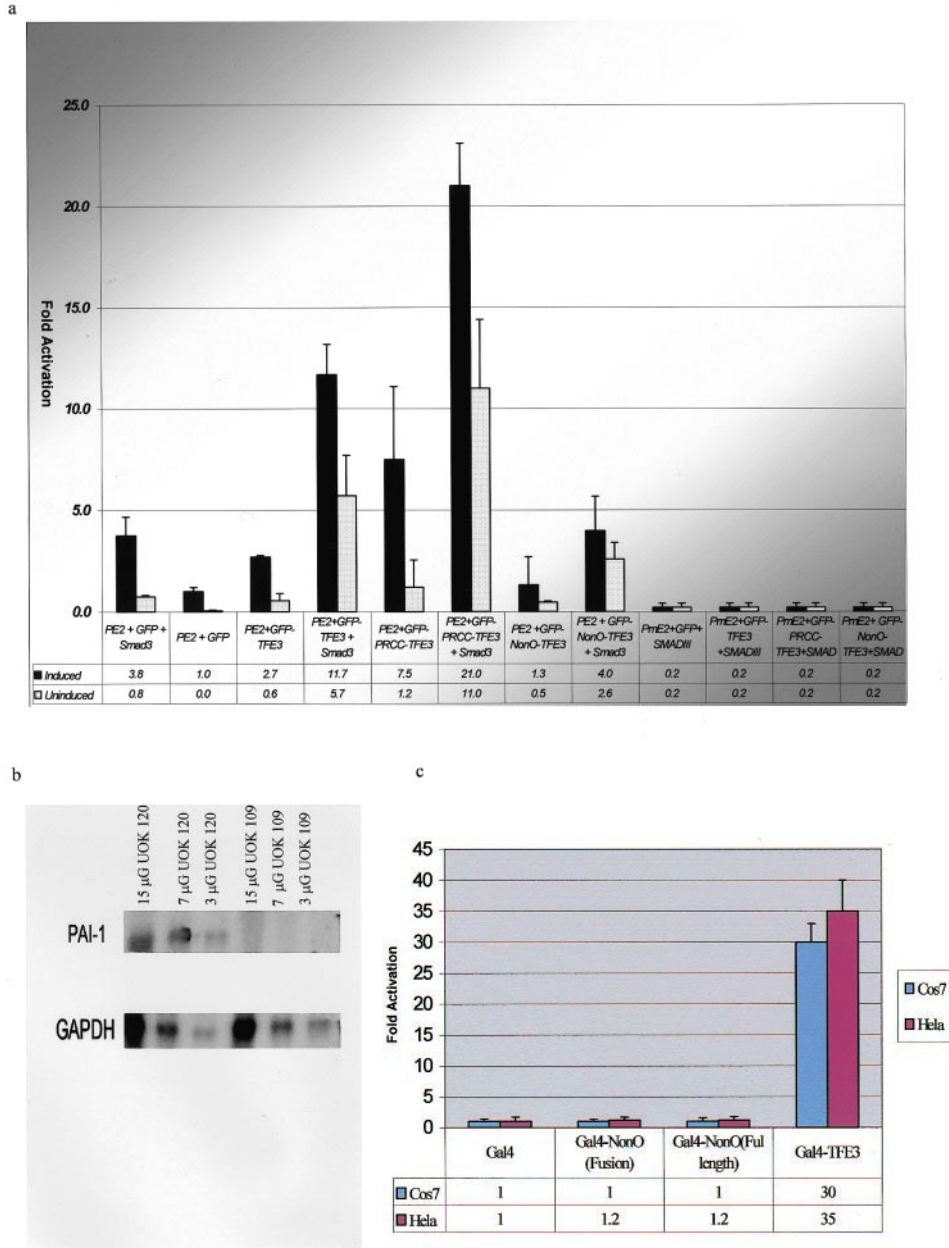 a
25.0
20.0
15.0
10.0
5.0
0.0
Fold Activation
PE2 + GFP + Smad3
PE2 + GFP
PE2+GFP-TFE3
PE2+GFP-TFE3 + Smad3
PE2+GFP-PRCC-TFE3
PE2+GFP-PRCC-TFE3 + Smad3
PE2 +GFP-NonO-TFE3
PE2 + GFP-NonO-TFE3 + Smad3
PmE2+GFP+ SMADIII
PmE2+GFP-TFE3 +SMADIII
PmE2+GFP-PRCC-TFE3+SMAD
PmE2+ GFP-NonO-TFE3+SMAD
Induced 3.8 1.0 2.7 11.7 7.5 21.0 1.3 4.0 0.2 0.2 0.2 0.2
Uninduced 0.8 0.0 0.6 5.7 1.2 11.0 0.5 2.6 0.2 0.2 0.2 0.2
b
15 µG UOK 120
7 µG UOK 120
3 µG UOK 120
15 µG UOK 109
7 µG UOK 109
3 µG UOK 109
PAI-1
GAPDH
c
45
40
35
30
25
20
15
10
5
0
Fold Activation
Gal4
Gal4-NonO (Fusion)
Gal4-NonO(Ful length)
Gal4-TFE3
Cos7 1 1 1 30
Hela 1 1.2 1.2 35
Cos7
Hela